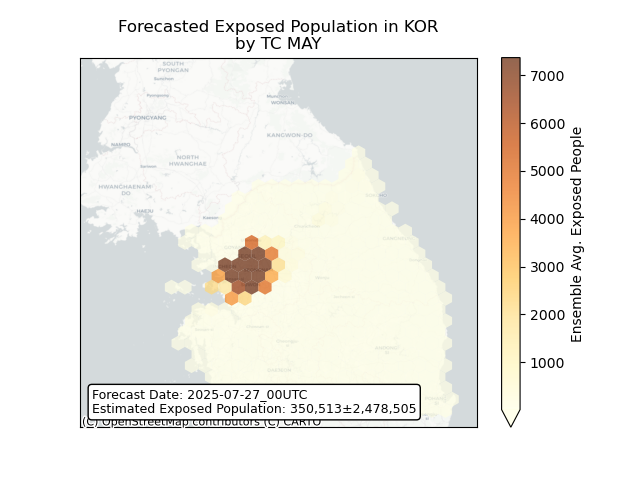 Forecasted Exposed Population in KOR
by TC MAY
SOUTH
PYONGAN
PYONGYANG
WONSAN
KANGWON-DO
NORTH
HWANGHAE
HWANGHAENAM
DO
HAEJU
Kaesong
7000
6000
5000
4000
3000
2000
1000
Ensemble Avg. Exposed People
Forecast Date: 2025-07-27_00UTC
Estimated Exposed Population: 350,513±2,478,505
(C) OpenStreetMap contributors (C) CARTO